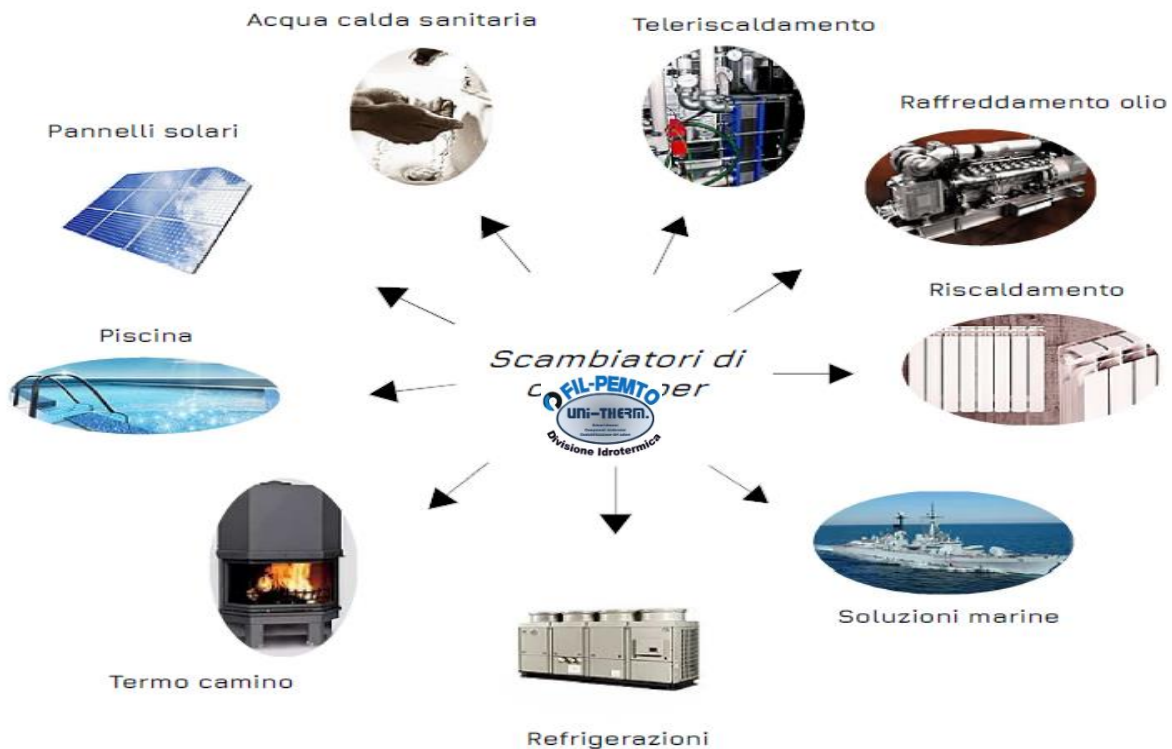 Acqua calda sanitaria
Teleriscaldamento
Raffreddamento olio
Pannelli solari
Riscaldamento
Piscina
Scambiatori di
per
FIL-PEMTO
UNI-THERM.
Divisione Idrotermica
Soluzioni marine
Termo camino
Refrigerazioni